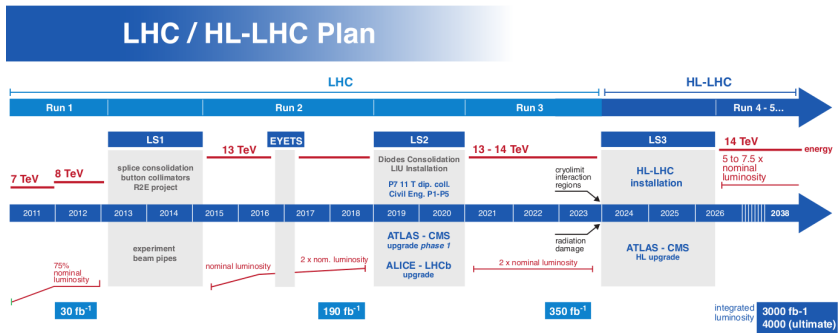 LHC / HL-LHC Plan
LHC
HL-LHC
Run 1
Run 2
Run 3
Run 4 - 5...
LS1
EYETS
LS2
LS3
7 TeV
8 TeV
13 TeV
13 - 14 TeV
14 TeV
energy
splice consolidation
button collimators
R2E project
Diodes Consolidation
LIU Installation
P7 11 T dip. coll.
Civil Eng. P1-P5
cryolimit
interaction
regions
HL-LHC
installation
5 to 7.5 x
nominal
luminosity
2011 2012 2013 2014 2015 2016 2017 2018 2019 2020 2021 2022 2023 2024 2025 2026 2038
75%
nominal
luminosity
experiment
beam pipes
nominal luminosity
2 x nom. luminosity
ATLAS - CMS
upgrade phase 1
ALICE - LHCb
upgrade
2 x nominal luminosity
radiation
damage
ATLAS - CMS
HL upgrade
30 fb-1
190 fb-1
350 fb-1
integrated
luminosity
3000 fb-1
4000 (ultimate)